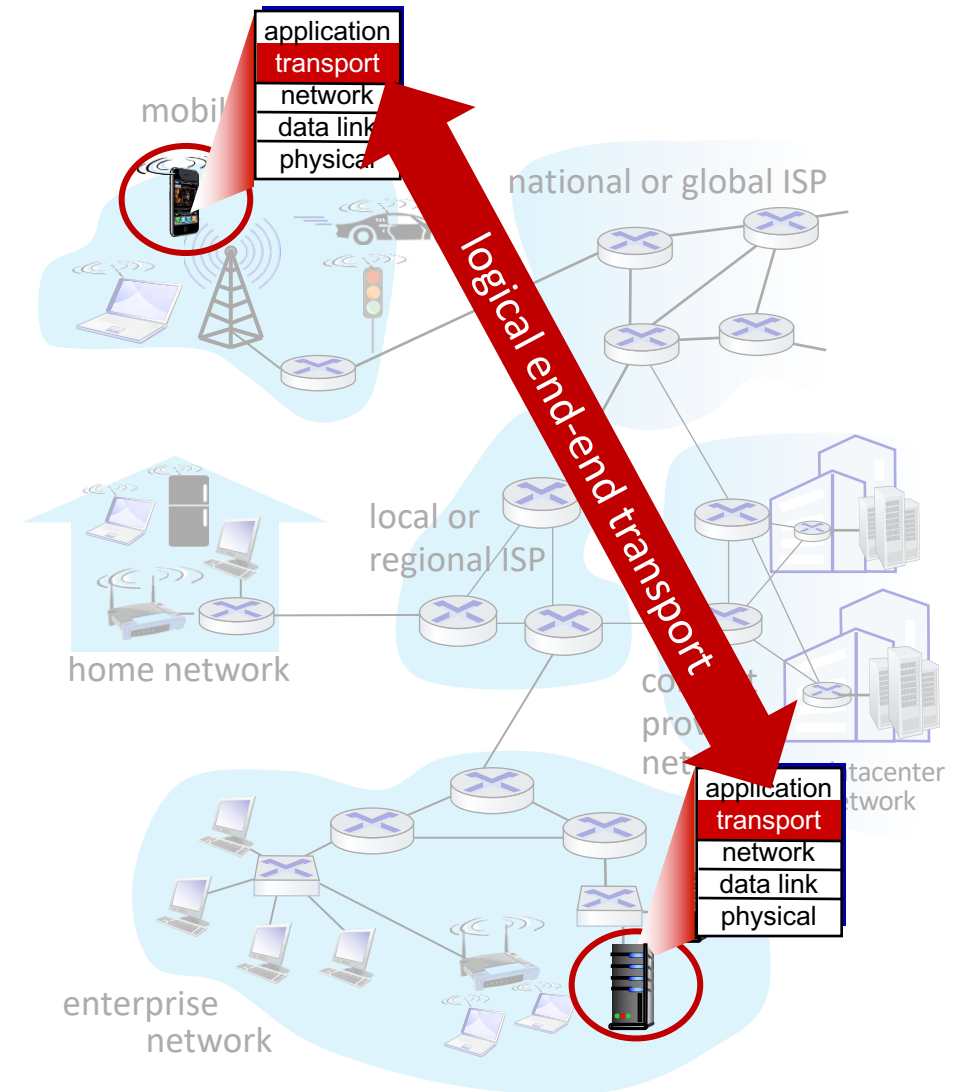 application
transport
network
data link
physical
mobil
national or global ISP
logical end-end transport
local or
regional ISP
home network
application
transport
network
data link
physical
enterprise
network